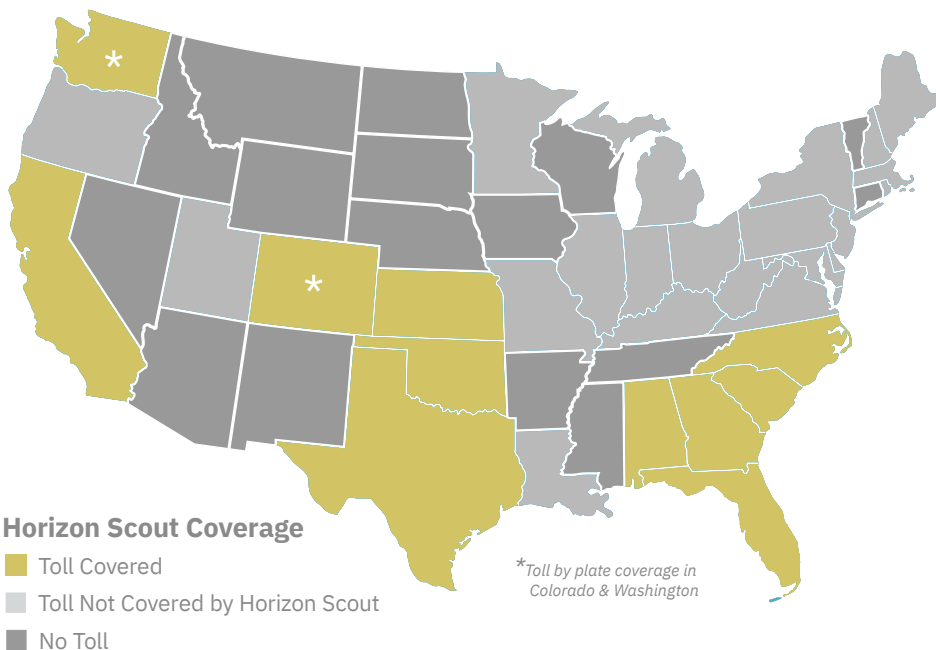 *
*
Horizon Scout Coverage
Toll Covered
Toll Not Covered by Horizon Scout
No Toll
*Toll by plate coverage in
Colorado & Washington